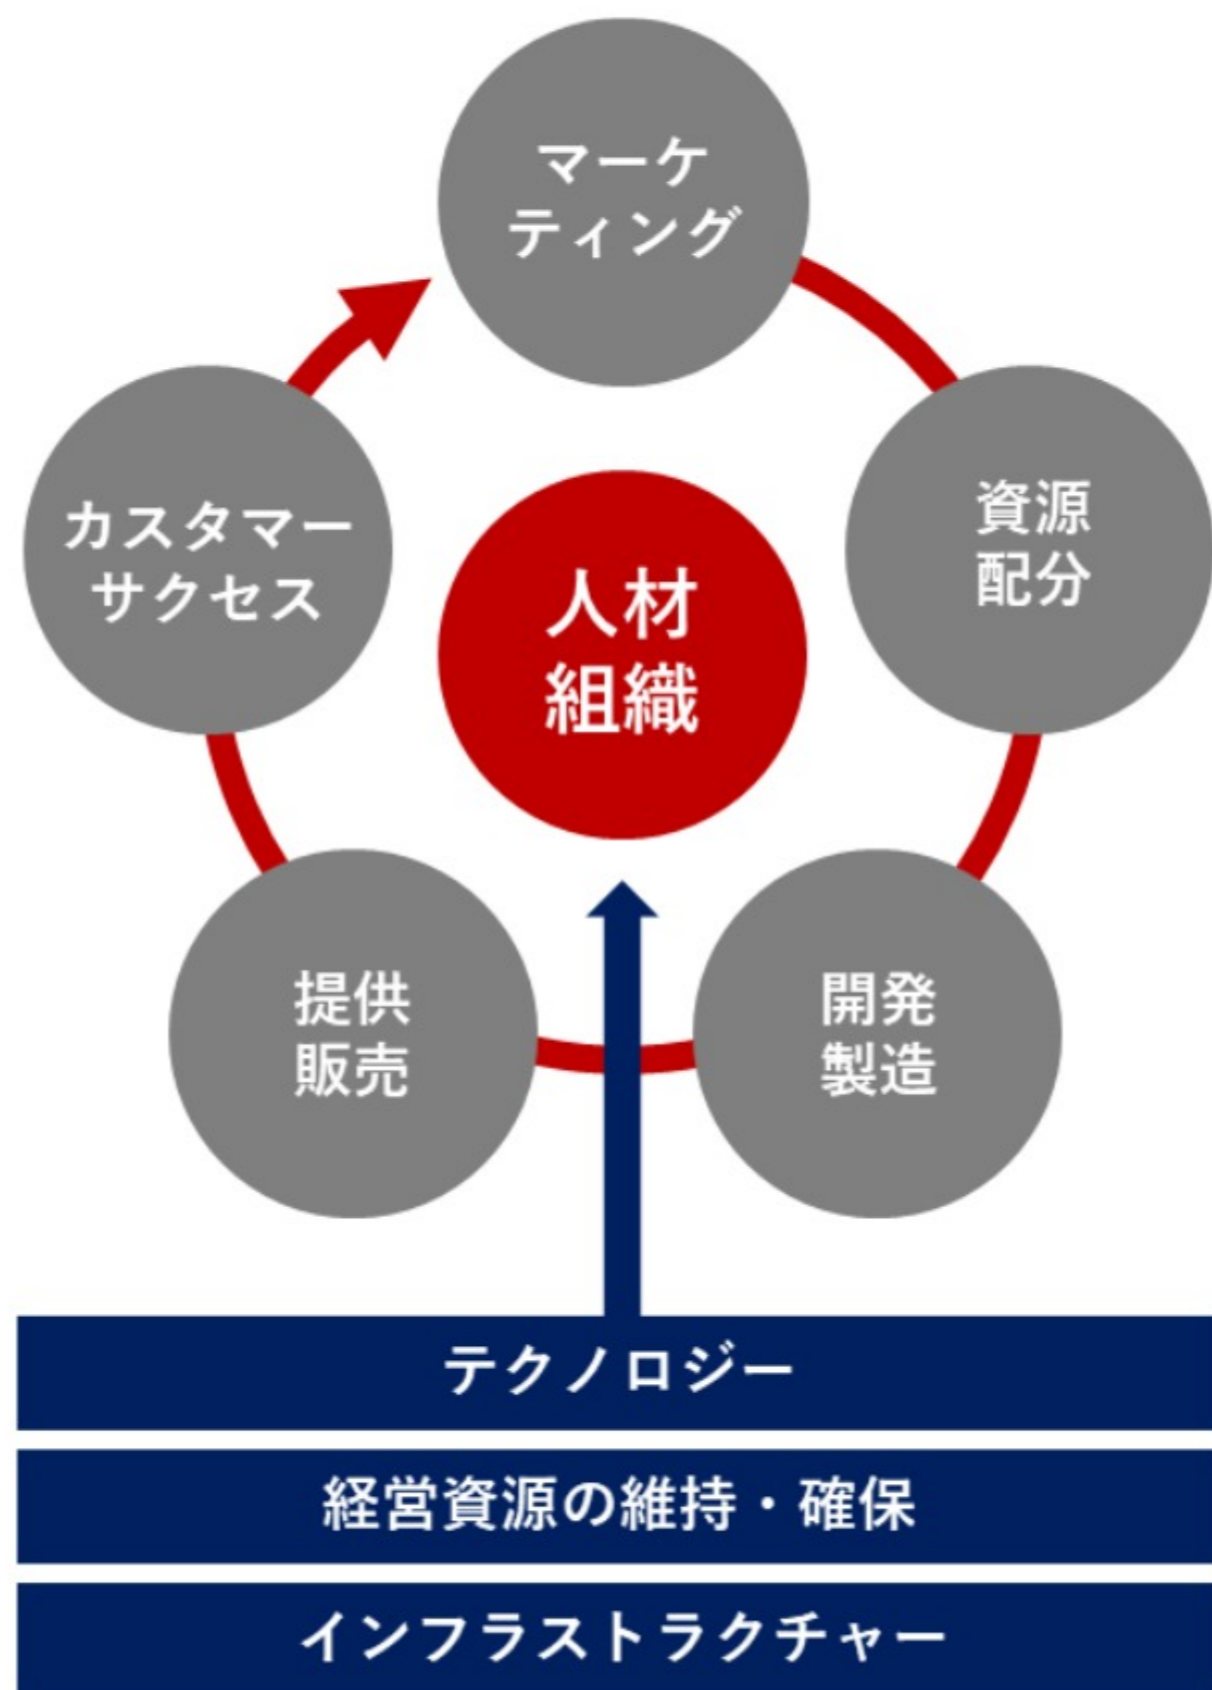 マーケ
ティング
資源
配分
カスタマー
サクセス
人材
組織
提供
販売
開発
製造
テクノロジー
経営資源の維持・確保
インフラストラクチャー